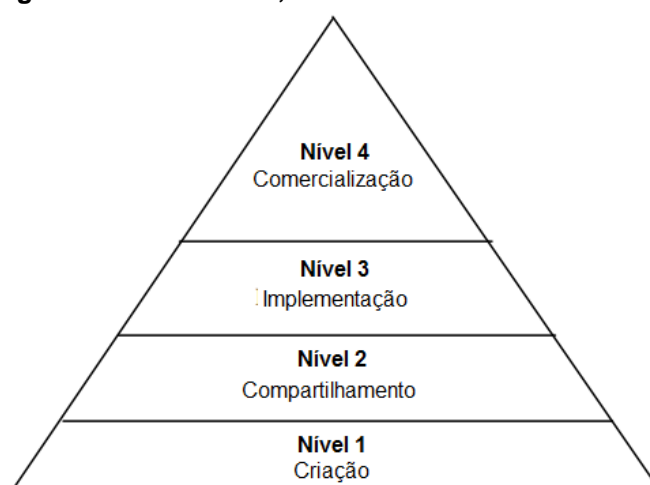 Nível 4
Comercialização
Nível 3
Implementação
Nível 2
Compartilhamento
Nível 1
Criação